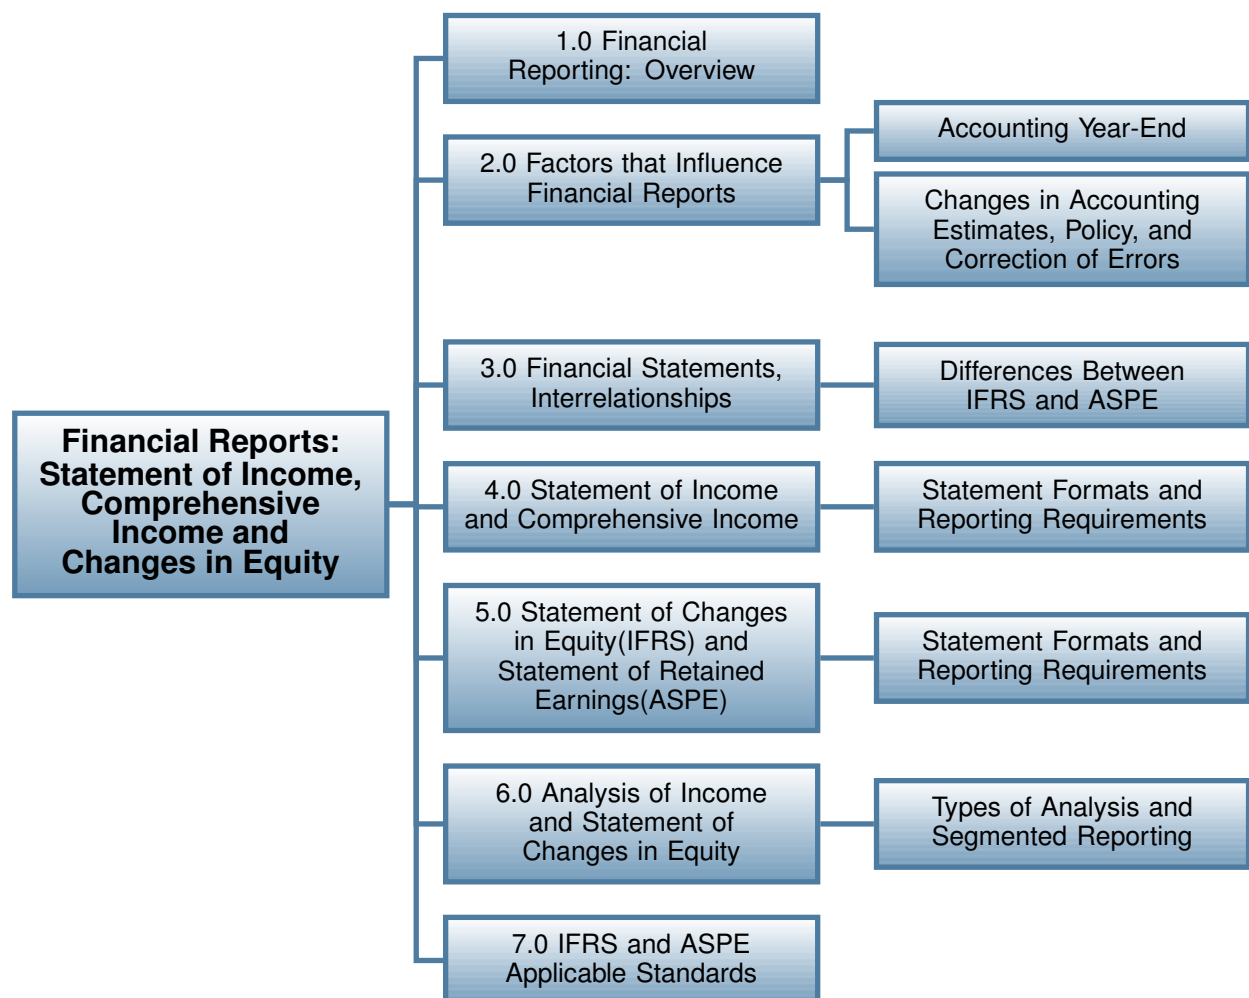 1.0 Financial
Reporting: Overview
2.0 Factors that Influence
Financial Reports
Accounting Year-End
Changes in Accounting
Estimates, Policy, and
Correction of Errors
3.0 Financial Statements,
Interrelationships
Differences Between
IFRS and ASPE
Financial Reports:
Statement of Income,
Comprehensive
Income and
Changes in Equity
4.0 Statement of Income
and Comprehensive Income
Statement Formats and
Reporting Requirements
5.0 Statement of Changes
in Equity(IFRS) and
Statement of Retained
Earnings(ASPE)
Statement Formats and
Reporting Requirements
6.0 Analysis of Income
and Statement of
Changes in Equity
Types of Analysis and
Segmented Reporting
7.0 IFRS and ASPE
Applicable Standards